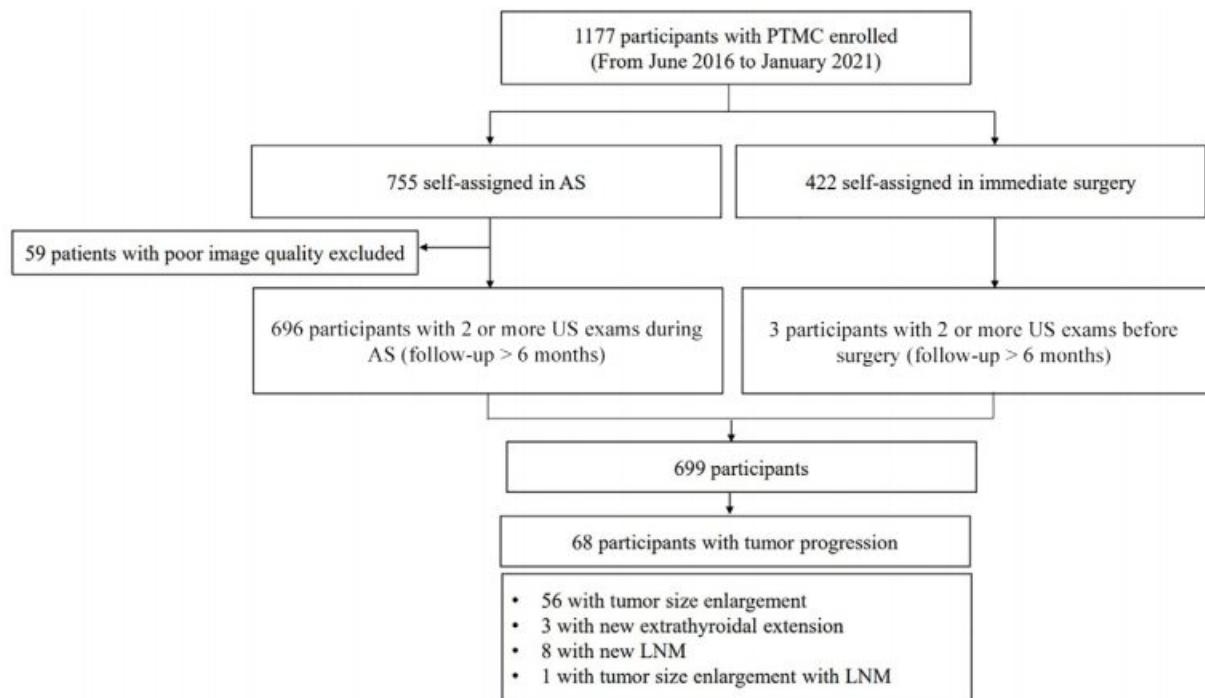 1177 participants with PTMC enrolled
(From June 2016 to January 2021)
755 self-assigned in AS
422 self-assigned in immediate surgery
59 patients with poor image quality excluded
696 participants with 2 or more US exams during
AS (follow-up > 6 months)
3 participants with 2 or more US exams before
surgery (follow-up > 6 months)
699 participants
68 participants with tumor progression
• 56 with tumor size enlargement
• 3 with new extrathyroidal extension
• 8 with new LNM
• 1 with tumor size enlargement with LNM